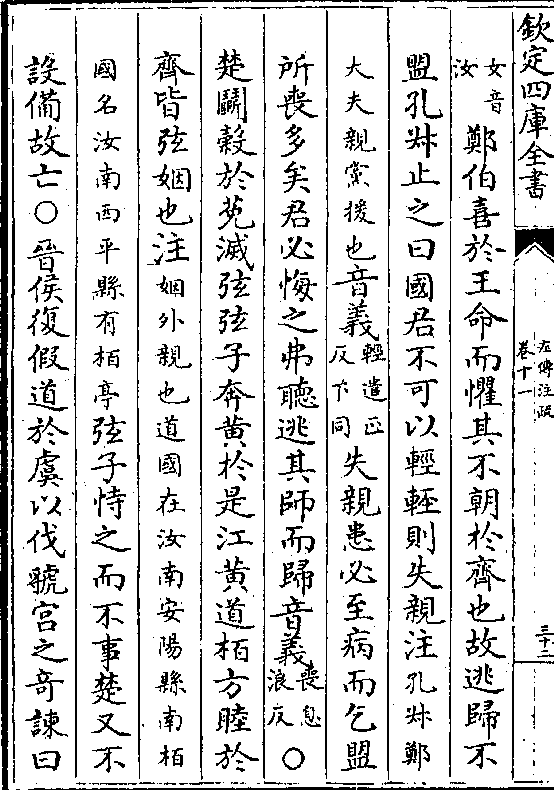 欽定四庫全書
左傳注疏
卷十一
三十二
女音
汝
鄭伯喜於王命而懼其不朝於齊也故逃歸不
盟孔叔止之曰國君不可以輕輕則失親注孔叔鄭
大夫親黨援也音義輕遣政
反下同
失親患必至病而乞盟
所喪多矣君必悔之弗聽逃其師而歸音義喪息
浪反
○
楚鬬穀於菟滅弦弦子奔黄於是江黄道栢方睦於
齊皆弦姻也注姻外親也道國在汝南安陽縣南栢
國名汝南西平縣有栢亭弦子恃之而不事楚又不
設備故亡○晉侯復假道於虞以伐虢宫之奇諫曰